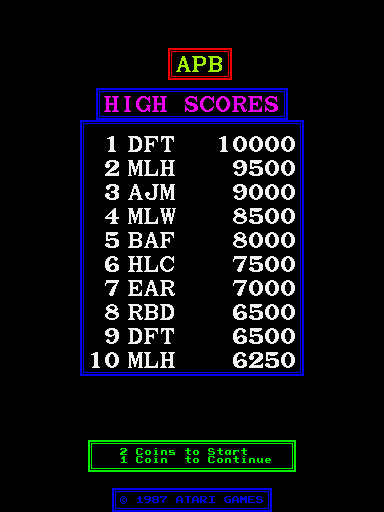 APB
HIGH SCORES
1 DFT 10000
2 MLH 9500
3 AJM 9000
4 MLW 8500
5 BAF 8000
6 HLC 7500
7 EAR 7000
8 RBD 6500
9 DFT 6500
10 MLH 6250
2 Coins to Start
1 Coin to Continue
© 1987 ATARI GAMES